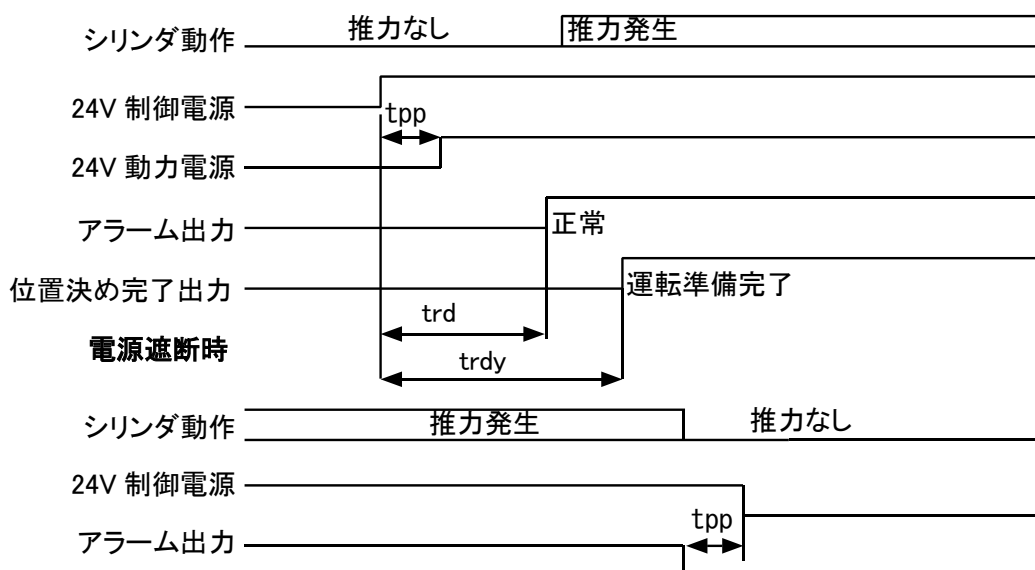 推力なし
シリンダ動作 推力発生
24V 制御電源
tpp
24V 動力電源
アラーム出力 正常
位置決め完了出力 運転準備完了
trd
電源遮断時
trdy
シリンダ動作 推力発生 推力なし
24V 制御電源
tpp
アラーム出力